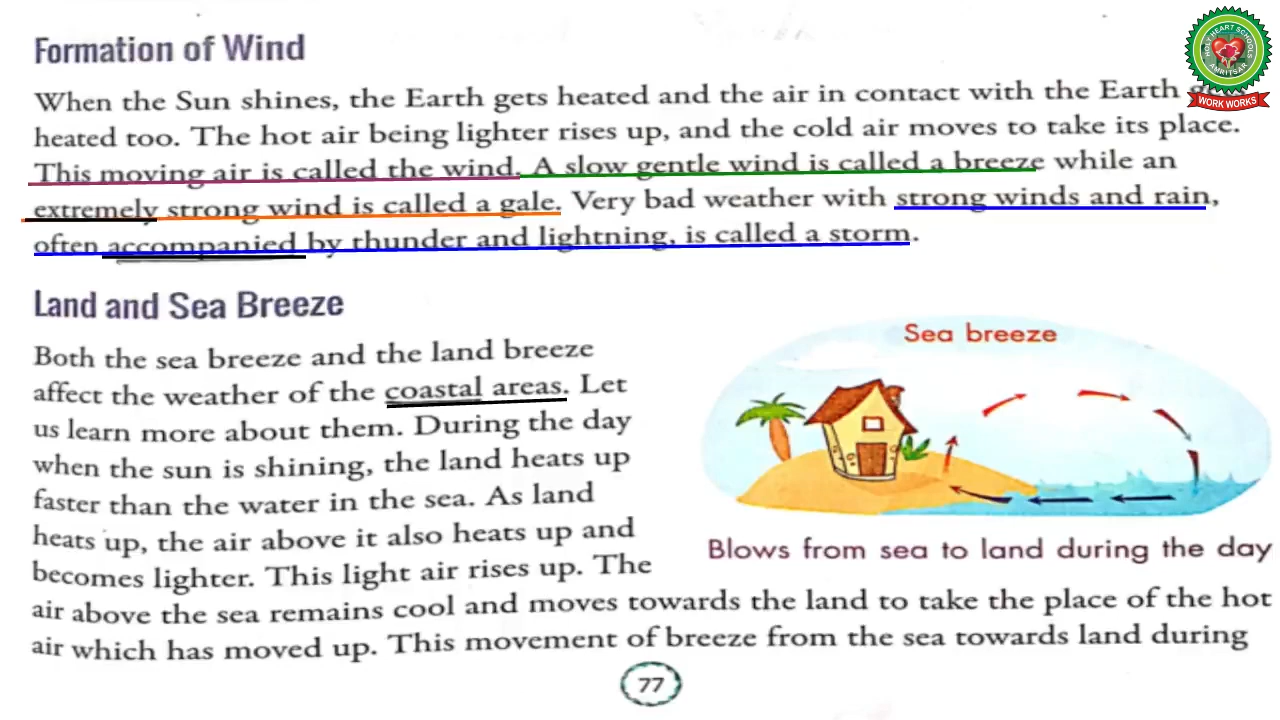 Formation of Wind
When the Sun shines, the Earth gets heated and the air in contact with the Earth
heated too. The hot air being lighter rises up, and the cold air moves to take its place.
This moving air is called the wind. A slow gentle wind is called a breeze while an
extremely strong wind is called a gale. Very bad weather with strong winds and rain,
often accompanied by thunder and lightning, is called a storm.
Land and Sea Breeze
Both the sea breeze and the land breeze
affect the weather of the coastal areas. Let
us learn more about them. During the day
when the sun is shining, the land heats up
faster than the water in the sea. As land
heats up, the air above it also heats up and
becomes lighter. This light air rises up. The
air above the sea remains cool and moves towards the land to take the place of the hot
air which has moved up. This movement of breeze from the sea towards land during
Sea breeze
Blows from sea to land during the day
77
HOLY HEART SCHOOLS
AMRITSAR
WORK WORKS